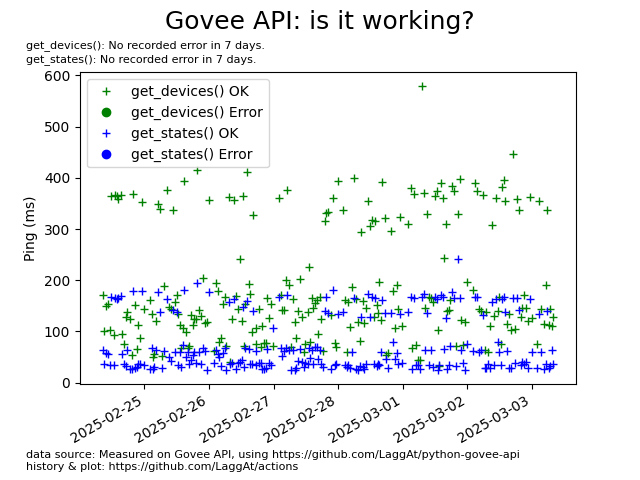 Govee API: is it working?
get_devices(): No recorded error in 7 days.
get_states(): No recorded error in 7 days.
600
500
400
300
200
100
0
Ping (ms)
get_devices() OK
get_devices() Error
get_states() OK
get_states() Error
2025-02-25
2025-02-26
2025-02-27
2025-02-28
2025-03-01
2025-03-02
2025-03-03
data source: Measured on Govee API, using https://github.com/LaggAt/python-govee-api
history & plot: https://github.com/LaggAt/actions